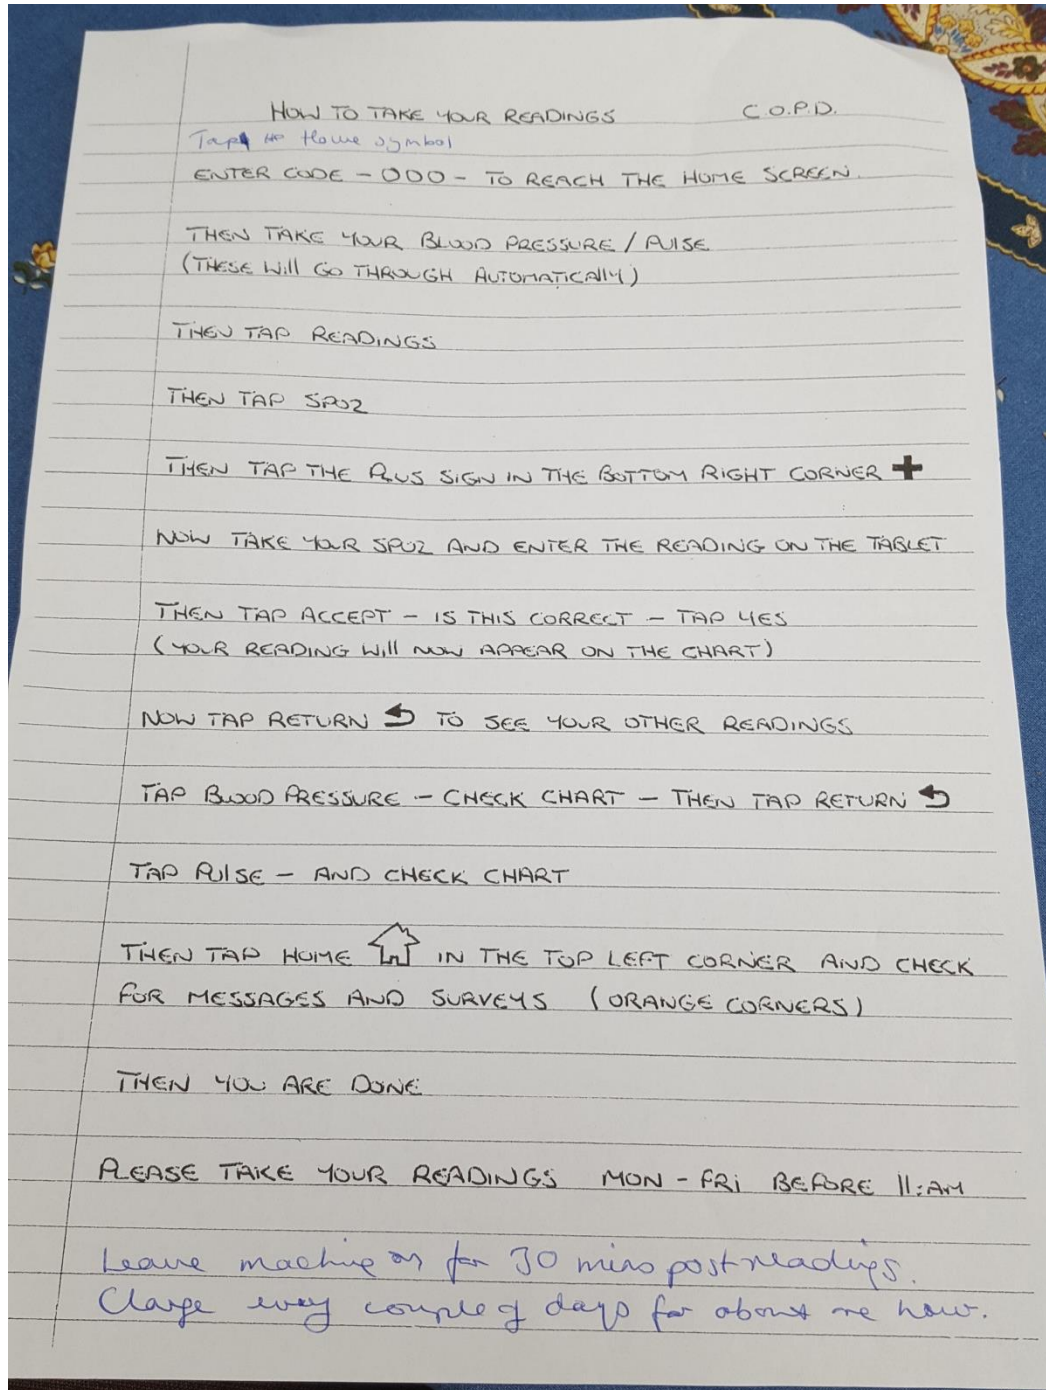 HOW TO TAKE YOUR READINGS C.O.P.D.
Tap Home symbol
ENTER CODE - 000 - TO REACH THE HOME SCREEN.
THEN TAKE YOUR BLOOD PRESSURE / PULSE
(THESE WILL GO THROUGH AUTOMATICALLY)
THEN TAP READINGS
THEN TAP SPO2
THEN TAP THE PLUS SIGN IN THE BOTTOM RIGHT CORNER +
NOW TAKE YOUR SPO2 AND ENTER THE READING ON THE TABLET
THEN TAP ACCEPT - IS THIS CORRECT - TAP YES
(YOUR READING WILL NOW APPEAR ON THE CHART)
NOW TAP RETURN TO SEE YOUR OTHER READINGS
TAP BLOOD PRESSURE - CHECK CHART - THEN TAP RETURN
TAP PULSE - AND CHECK CHART
THEN TAP HOME IN THE TOP LEFT CORNER AND CHECK
FOR MESSAGES AND SURVEYS (ORANGE CORNERS)
THEN YOU ARE DONE
PLEASE TAKE YOUR READINGS MON - FRI BEFORE 11:AM
Leave machine on for 30 mins post readings.
Charge every couple of days for about one hour.